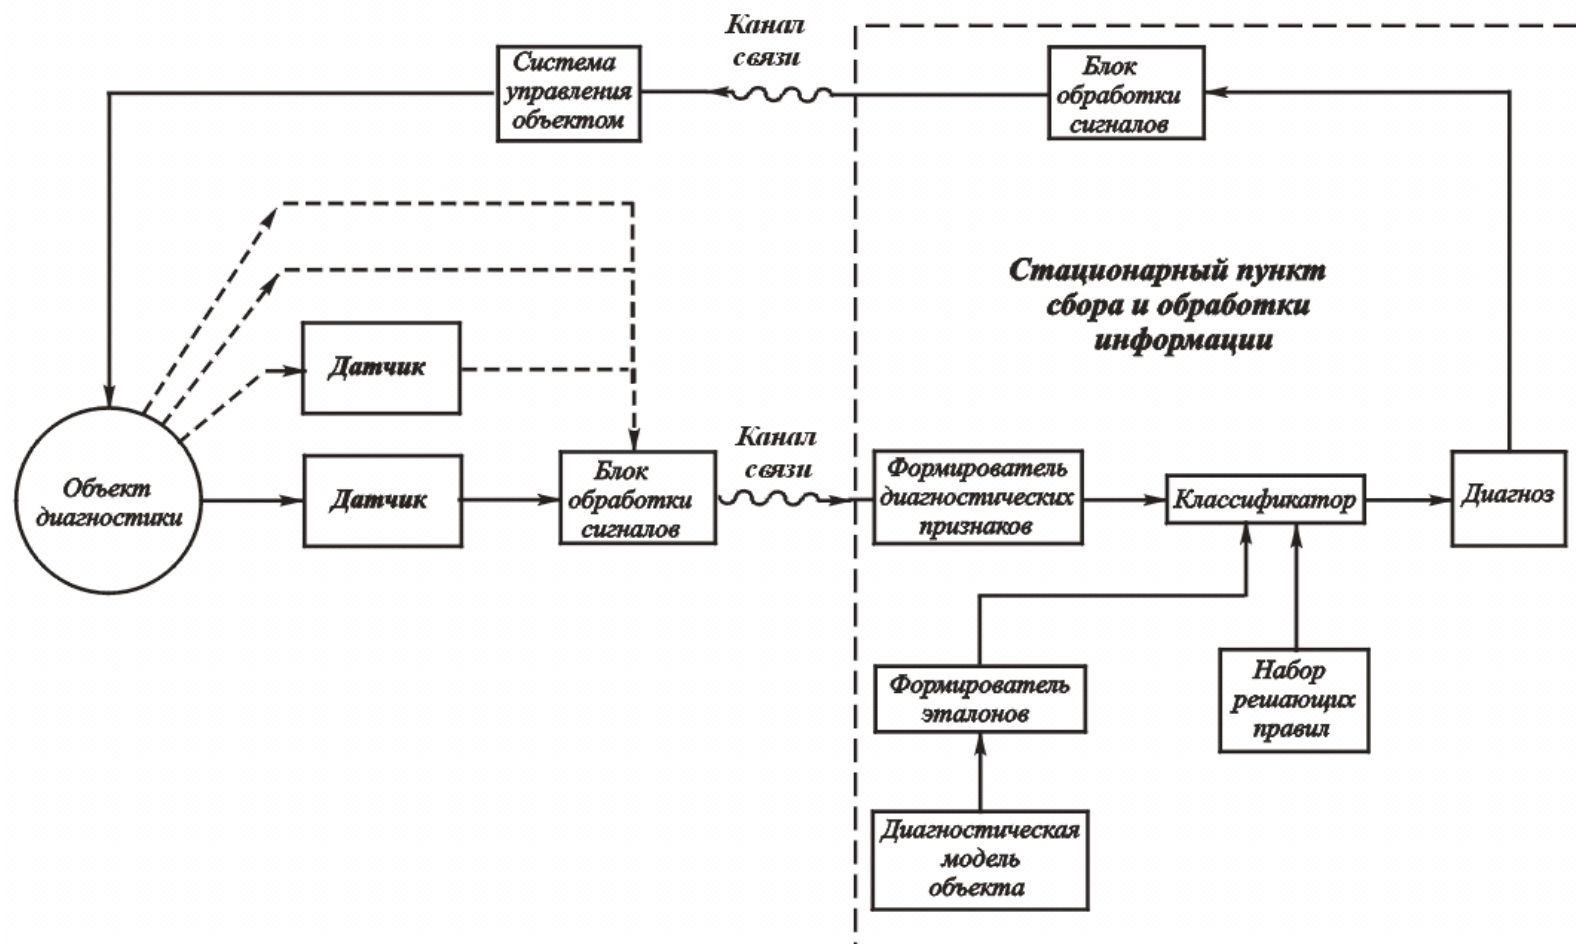 Канал
связи
Система
управления
объектом
Блок
обработки
сигналов
Стационарный пункт
сбора и обработки
информации
Датчик
Канал
связи
Объект
диагностики
Датчик
Блок
обработки
сигналов
Формирователь
диагностических
признаков
Классификатор
Диагноз
Формирователь
эталонов
Набор
решающих
правил
Диагностическая
модель
объекта